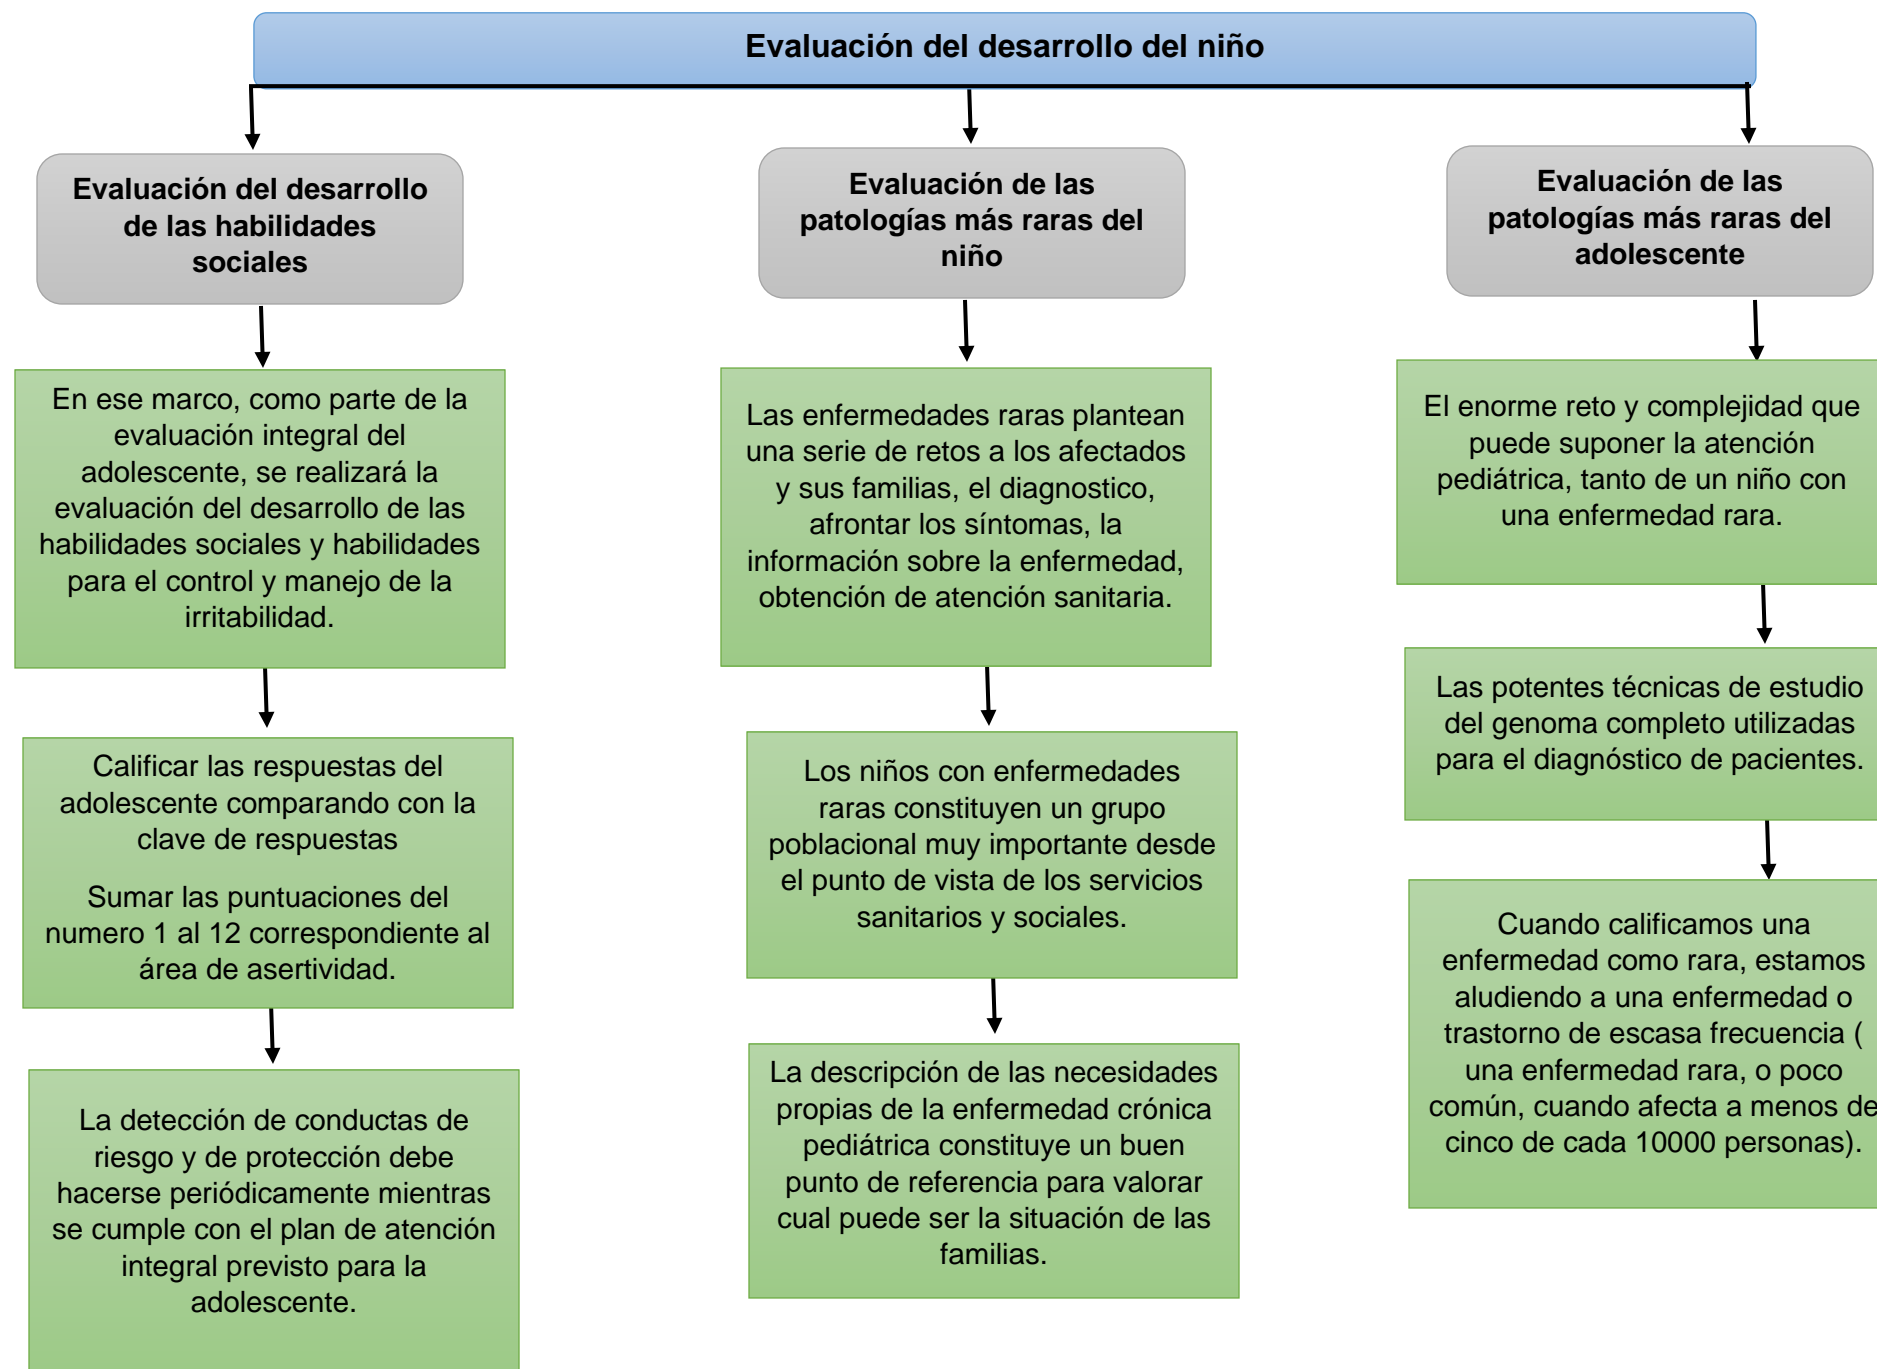 Evaluación del desarrollo del niño
Evaluación del desarrollo
de las habilidades
sociales
En ese marco, como parte de la
evaluación integral del
adolescente, se realizará la
evaluación del desarrollo de las
habilidades sociales y habilidades
para el control y manejo de la
irritabilidad.
Calificar las respuestas del
adolescente comparando con la
clave de respuestas
Sumar las puntuaciones del
numero 1 al 12 correspondiente al
área de asertividad.
La detección de conductas de
riesgo y de protección debe
hacerse periódicamente mientras
se cumple con el plan de atención
integral previsto para la
adolescente.
Evaluación de las
patologías más raras del
niño
Las enfermedades raras plantean
una serie de retos a los afectados
y sus familias, el diagnostico,
afrontar los síntomas, la
información sobre la enfermedad,
obtención de atención sanitaria.
Los niños con enfermedades
raras constituyen un grupo
poblacional muy importante desde
el punto de vista de los servicios
sanitarios y sociales.
La descripción de las necesidades
propias de la enfermedad crónica
pediátrica constituye un buen
punto de referencia para valorar
cual puede ser la situación de las
familias.
Evaluación de las
patologías más raras del
adolescente
El enorme reto y complejidad que
puede suponer la atención
pediátrica, tanto de un niño con
una enfermedad rara.
Las potentes técnicas de estudio
del genoma completo utilizadas
para el diagnóstico de pacientes.
Cuando calificamos una
enfermedad como rara, estamos
aludiendo a una enfermedad o
trastorno de escasa frecuencia (
una enfermedad rara, o poco
común, cuando afecta a menos de
cinco de cada 10000 personas).